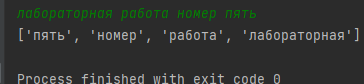 лабораторная работа номер пять
['пять', 'номер', 'работа', 'лабораторная']
Process finished with exit code 0